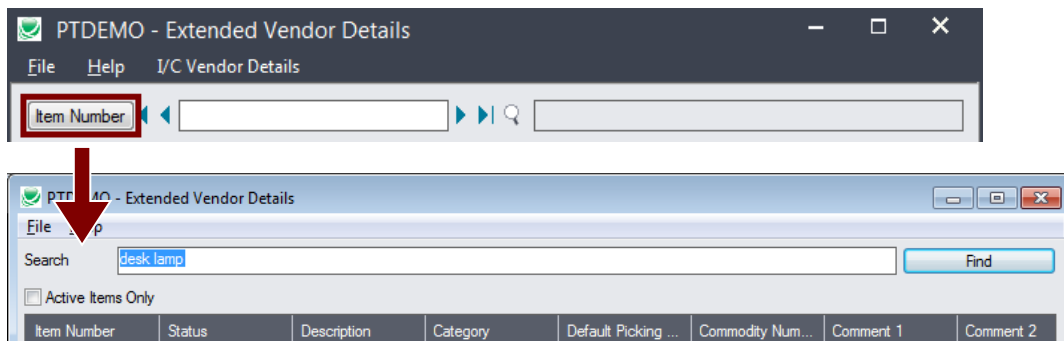 PTDEMO - Extended Vendor Details
File Help I/C Vendor Details
Item Number
- Extended Vendor Details
File
Search desk lamp Find
Active Items Only
Item Number Status Description Category Default Picking ... Commodity Num... Comment 1 Comment 2